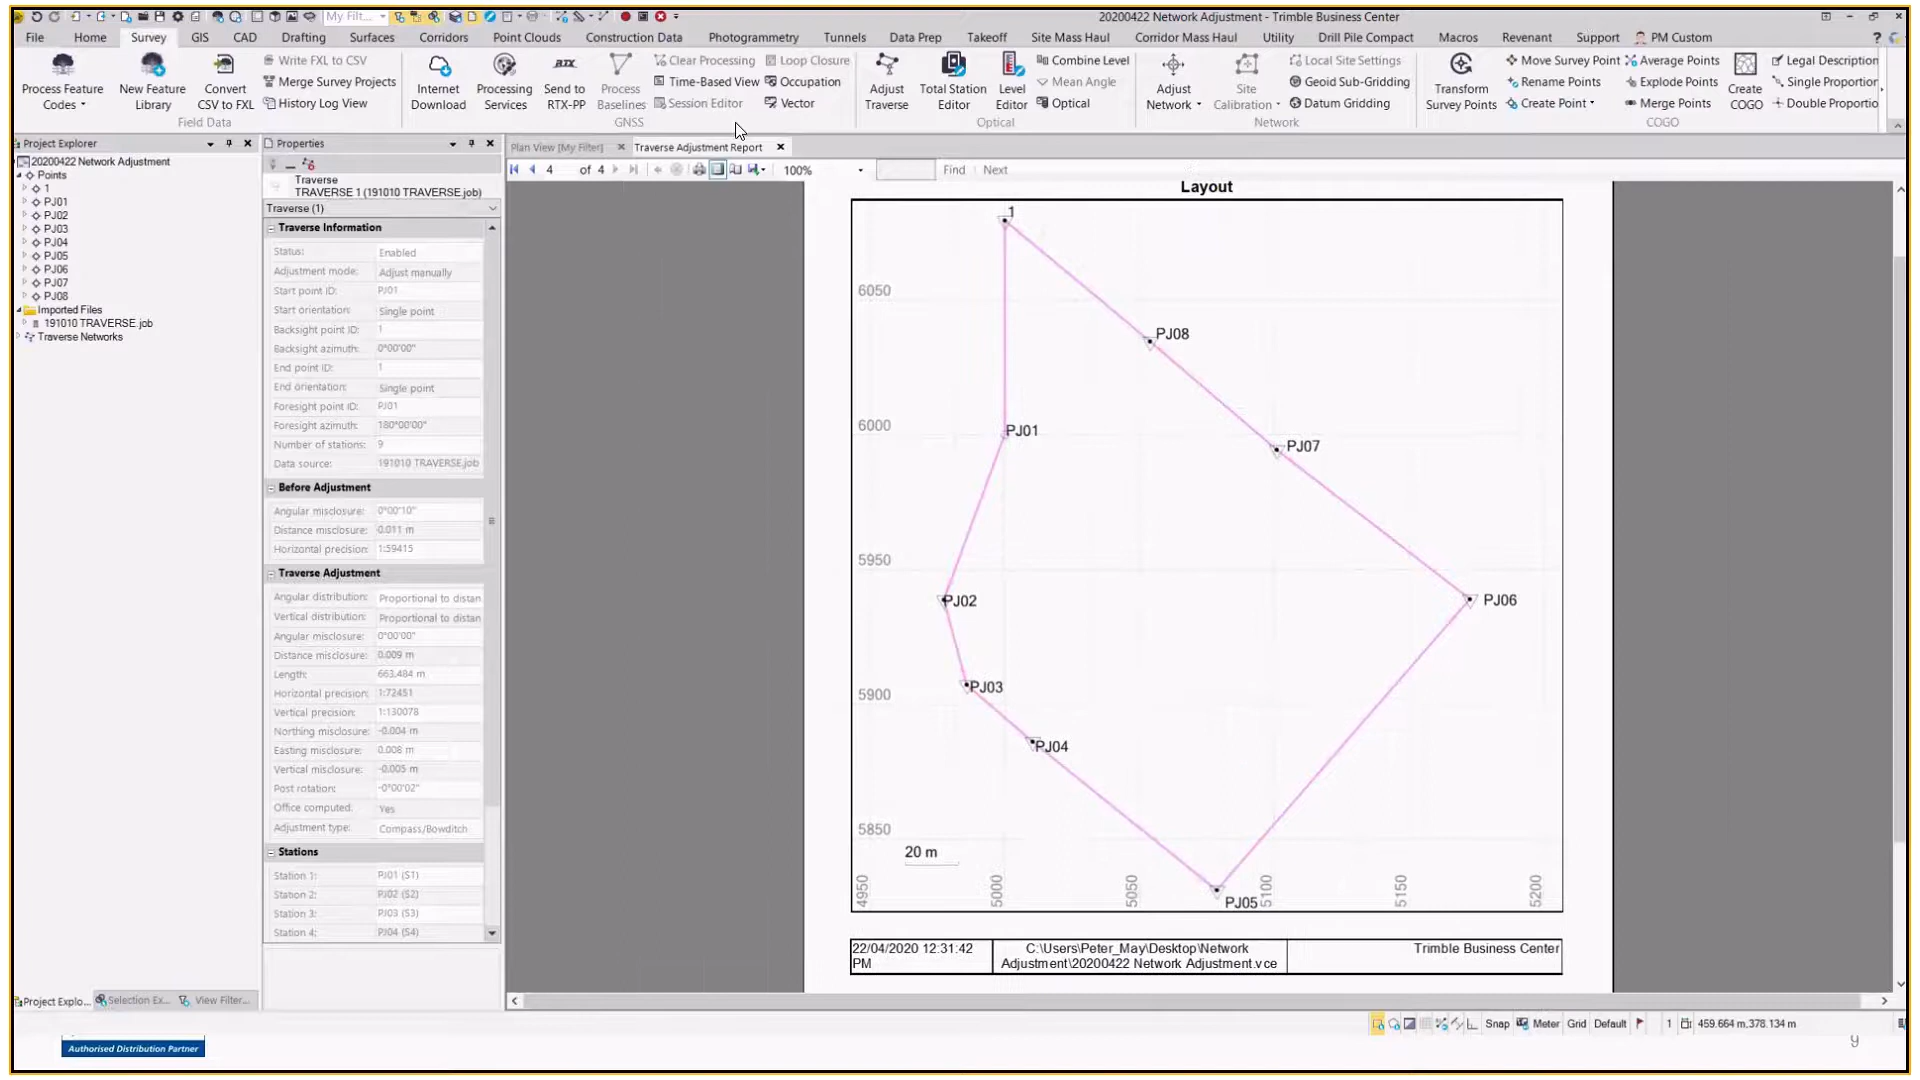 My Filt...
20200422 Network Adjustment - Trimble Business Center
File Home Survey GIS CAD Drafting Surfaces Corridors Point Clouds Construction Data Photogrammetry Tunnels Data Prep Takeoff Site Mass Haul Corridor Mass Haul Utility Drill Pile Compact Macros Revenant Support PM Custom
Process Feature Codes
New Feature Library
Convert CSV to FXL
Write FXL to CSV
Merge Survey Projects
History Log View
Field Data
Internet Download
Processing Services
Send to RTX-PP
Process Baselines
Clear Processing
Time-Based View
Session Editor
Loop Closure
Occupation
Vector
GNSS
Adjust Traverse
Total Station Editor
Level Editor
Combine Level
Mean Angle
Optical
Optical
Adjust Network
Site Calibration
Local Site Settings
Geoid Sub-Gridding
Datum Gridding
Network
Transform Survey Points
Move Survey Point
Rename Points
Create Point
Average Points
Explode Points
Merge Points
Create COGO
Legal Description
Single Proportion
Double Proportio
COGO
Project Explorer
20200422 Network Adjustment
Points
1
PJ01
PJ02
PJ03
PJ04
PJ05
PJ06
PJ07
PJ08
Imported Files
191010 TRAVERSE.job
Traverse Networks
Project Explo... Selection Ex... View Filter...
Properties
Traverse
TRAVERSE 1 (191010 TRAVERSE.job)
Traverse (1)
Traverse Information
Status: Enabled
Adjustment mode: Adjust manually
Start point ID: PJ01
Start orientation: Single point
Backsight point ID: 1
Backsight azimuth: 0°00'00"
End point ID: 1
End orientation: Single point
Foresight point ID: PJ01
Foresight azimuth: 180°00'00"
Number of stations: 9
Data source: 191010 TRAVERSE.job
Before Adjustment
Angular misclosure: 0°00'10"
Distance misclosure: 0.011 m
Horizontal precision: 1:59415
Traverse Adjustment
Angular distribution: Proportional to distan
Vertical distribution: Proportional to distan
Angular misclosure: 0°00'00"
Distance misclosure: 0.009 m
Length: 663.484 m
Horizontal precision: 1:72451
Vertical precision: 1:130078
Northing misclosure: -0.004 m
Easting misclosure: 0.008 m
Vertical misclosure: -0.005 m
Post rotation: -0°00'02"
Office computed: Yes
Adjustment type: Compass/Bowditch
Stations
Station 1: PJ01 (S1)
Station 2: PJ02 (S2)
Station 3: PJ03 (S3)
Station 4: PJ04 (S4)
Plan View [My Filter]
Traverse Adjustment Report
4 of 4 100% Find Next
Layout
1
6050
PJ08
6000
PJ01
PJ07
5950
PJ02
PJ06
5900
PJ03
PJ04
5850
20 m
4950 5000 5050 5100 5150 5200
PJ05
22/04/2020 12:31:42 PM
C:\Users\Peter_May\Desktop\Network
Adjustment\20200422 Network Adjustment.vce
Trimble Business Center
Snap Meter Grid Default 1 459.664 m,378.134 m
Authorised Distribution Partner
9